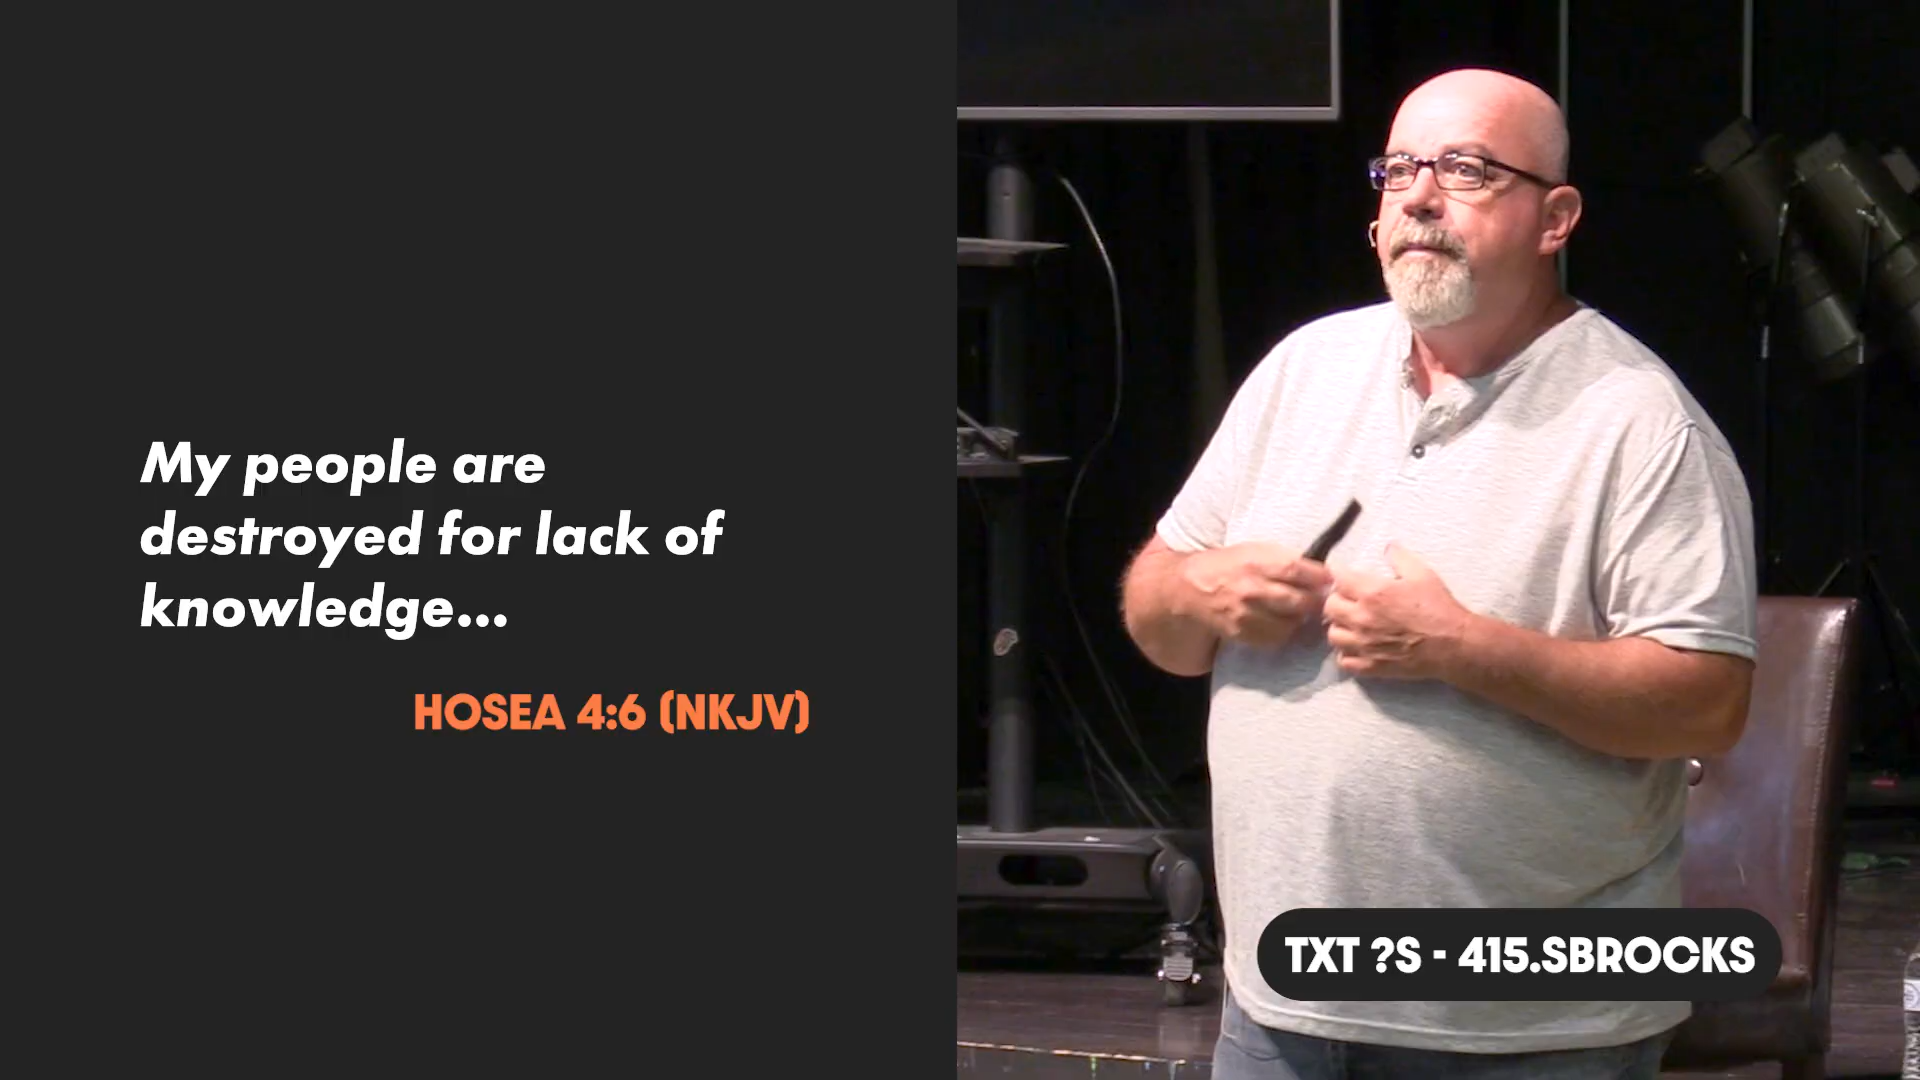 My people are
destroyed for lack of
knowledge...
HOSEA 4:6 (NKJV)
TXT ?S - 415.SBROCKS